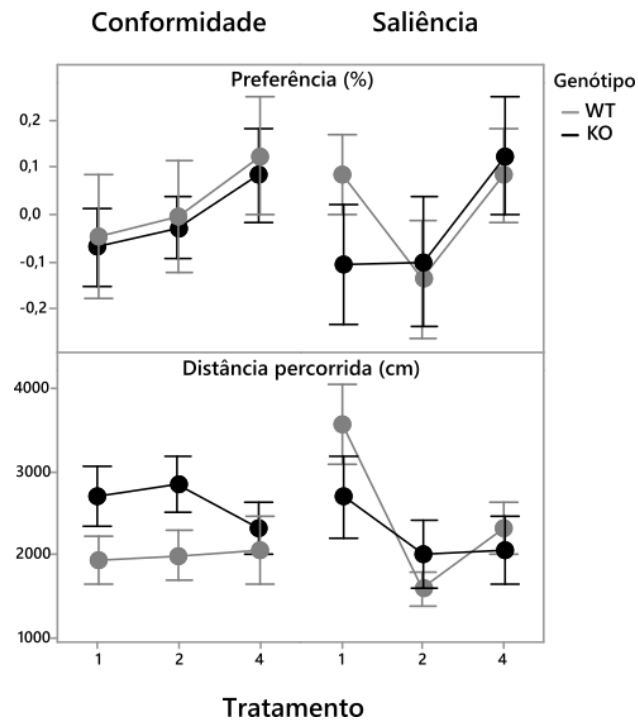 Conformidade Saliência
Preferência (%)
Genótipo
WT
KO
0,2
0,1
0,0
-0,1
-0,2
Distância percorrida (cm)
4000
3000
2000
1000
1 2 4 1 2 4
Tratamento